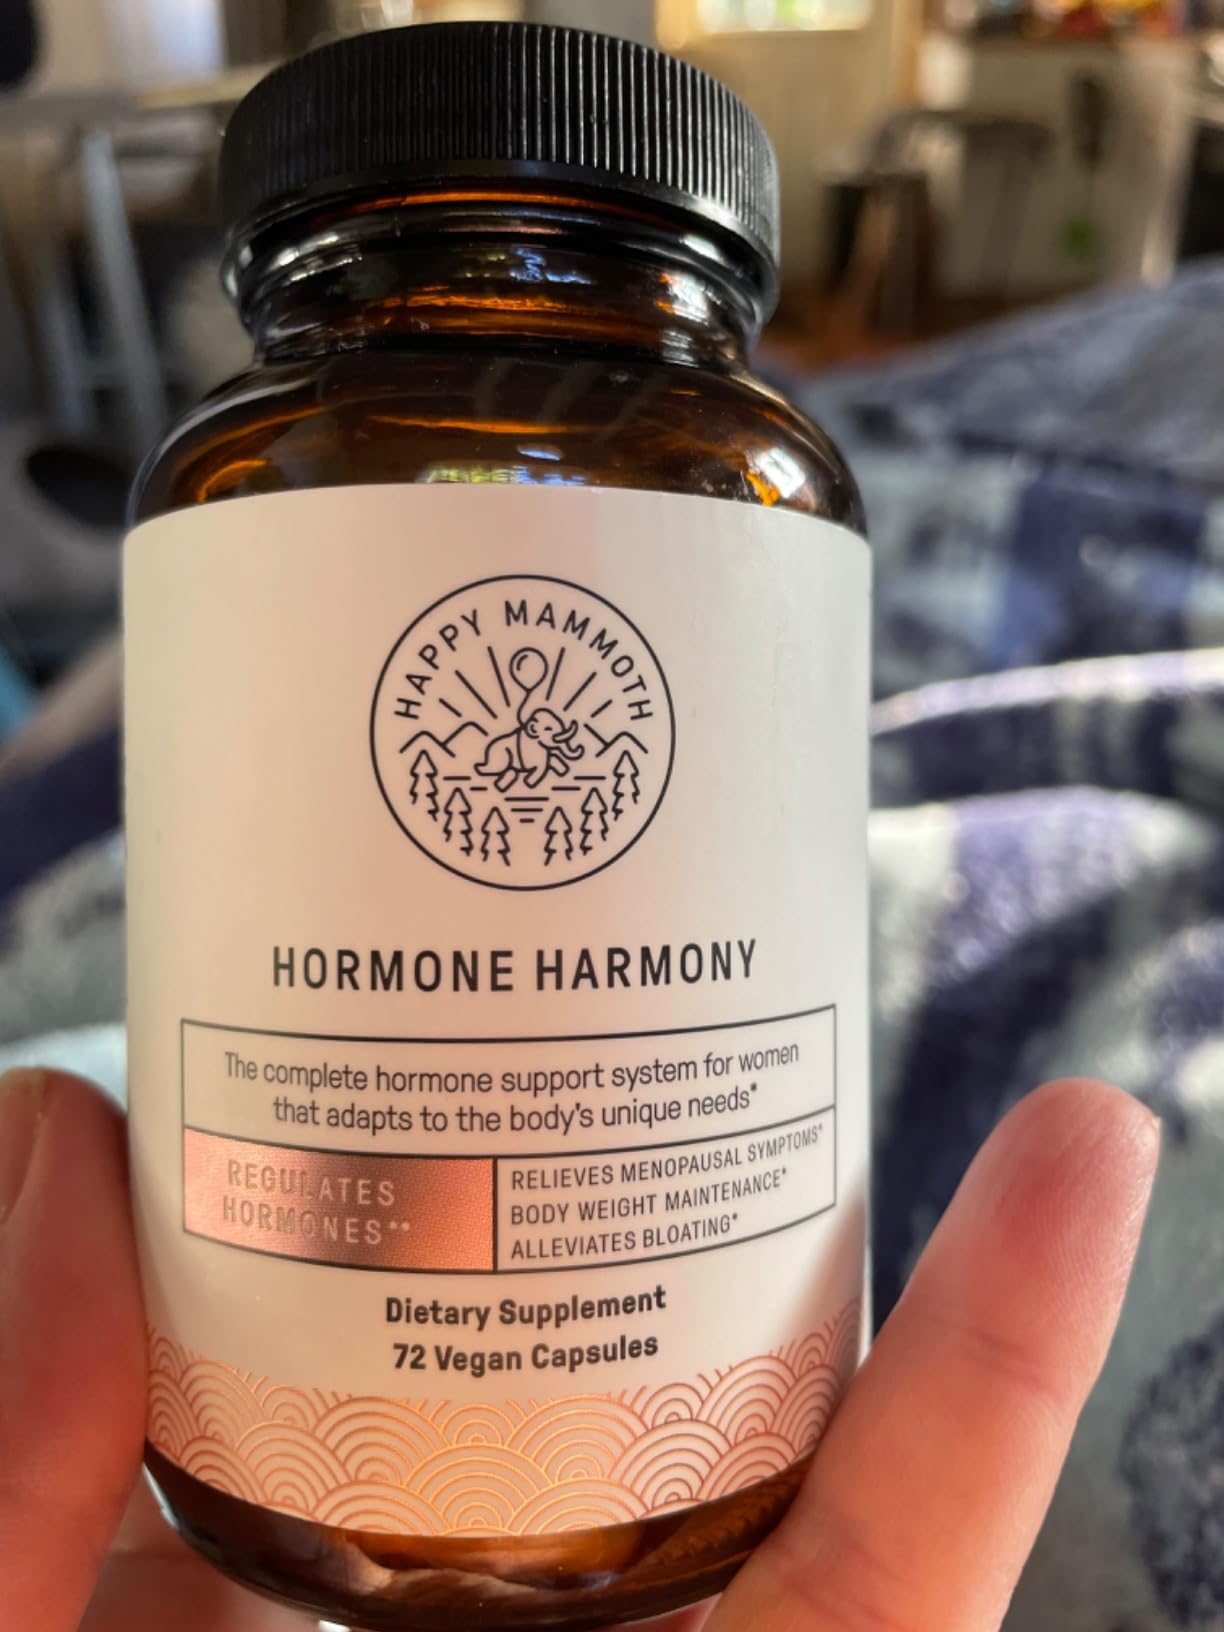 HAPPY MAMMOTH
HORMONE HARMONY
The complete hormone support system for women
that adapts to the body's unique needs*
REGULATES
HORMONES**
RELIEVES MENOPAUSAL SYMPTOMS*
BODY WEIGHT MAINTENANCE*
ALLEVIATES BLOATING*
Dietary Supplement
72 Vegan Capsules